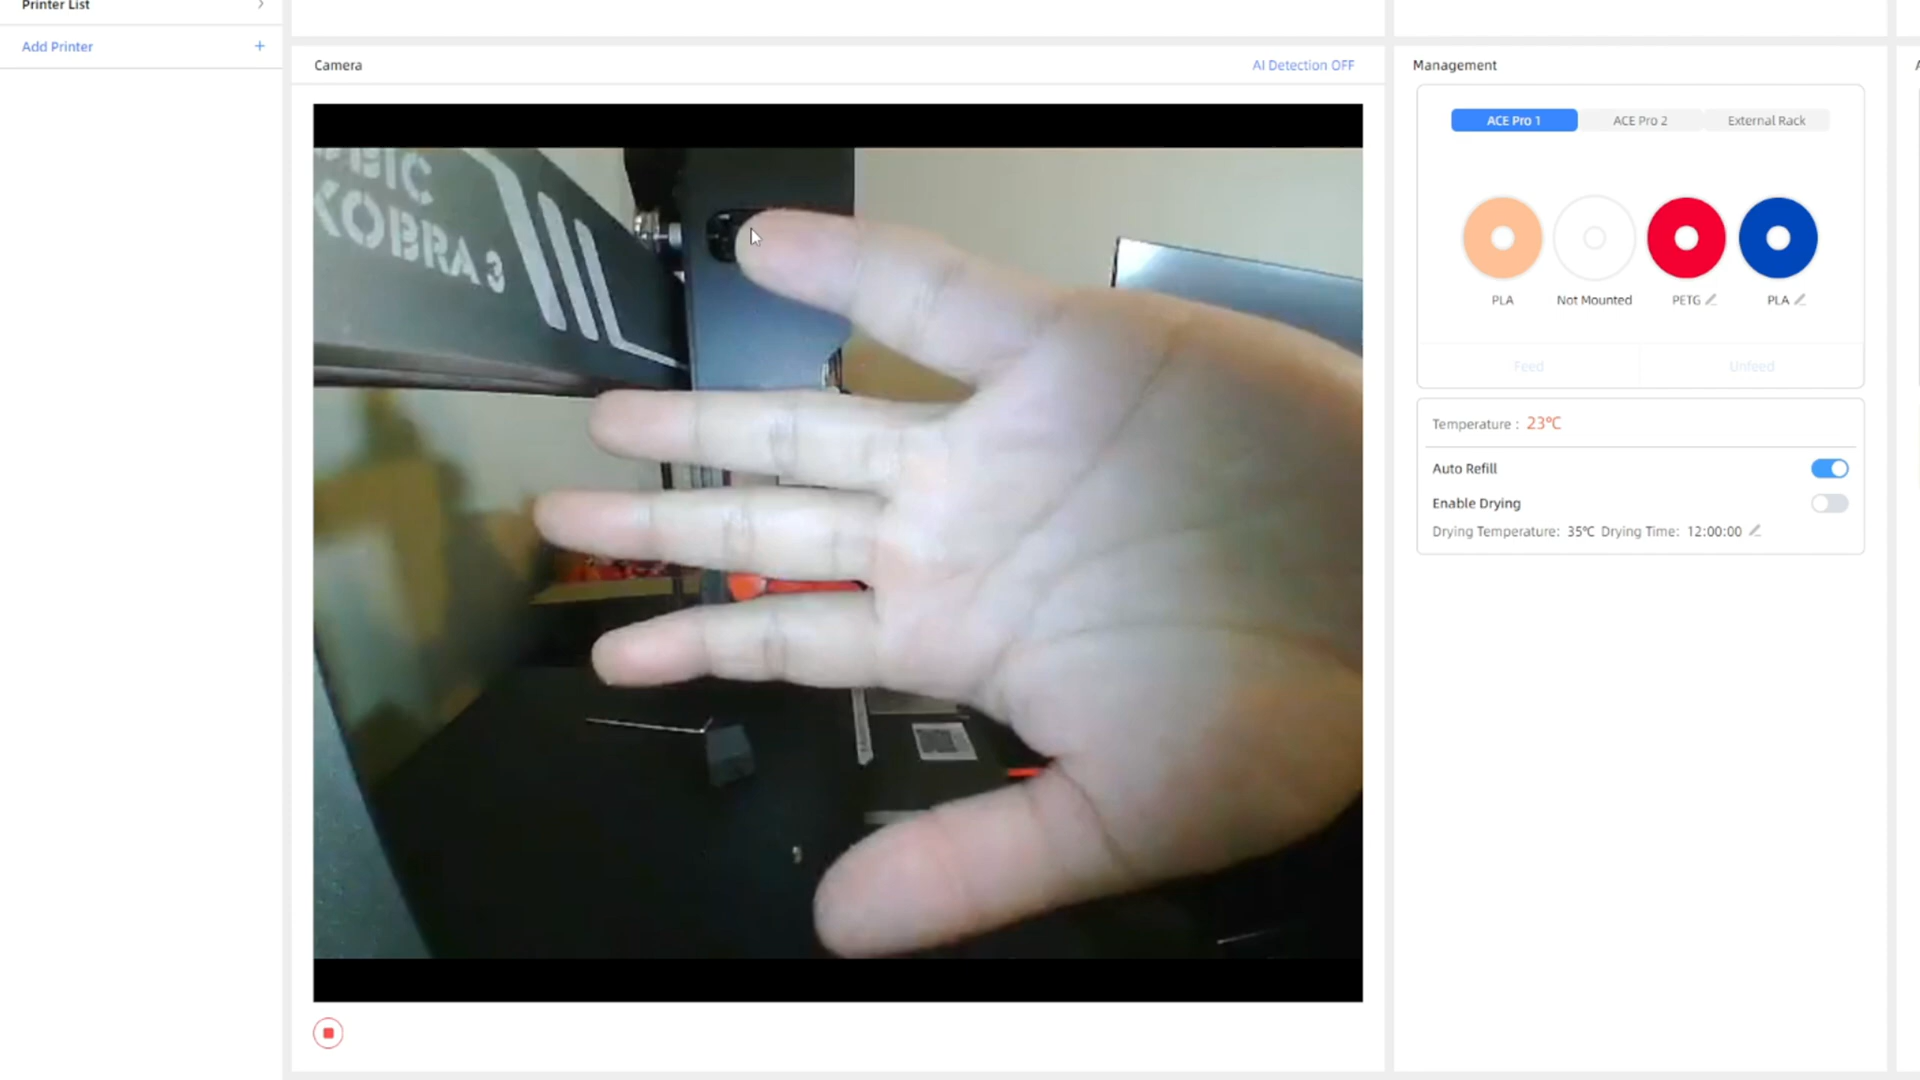 Printer List
Add Printer +
Camera
AI Detection OFF
KOBRA 3
Management
ACE Pro 1
ACE Pro 2
External Rack
PLA
Not Mounted
PETG
PLA
Feed
Unfeed
Temperature : 23℃
Auto Refill
Enable Drying
Drying Temperature: 35℃ Drying Time: 12:00:00